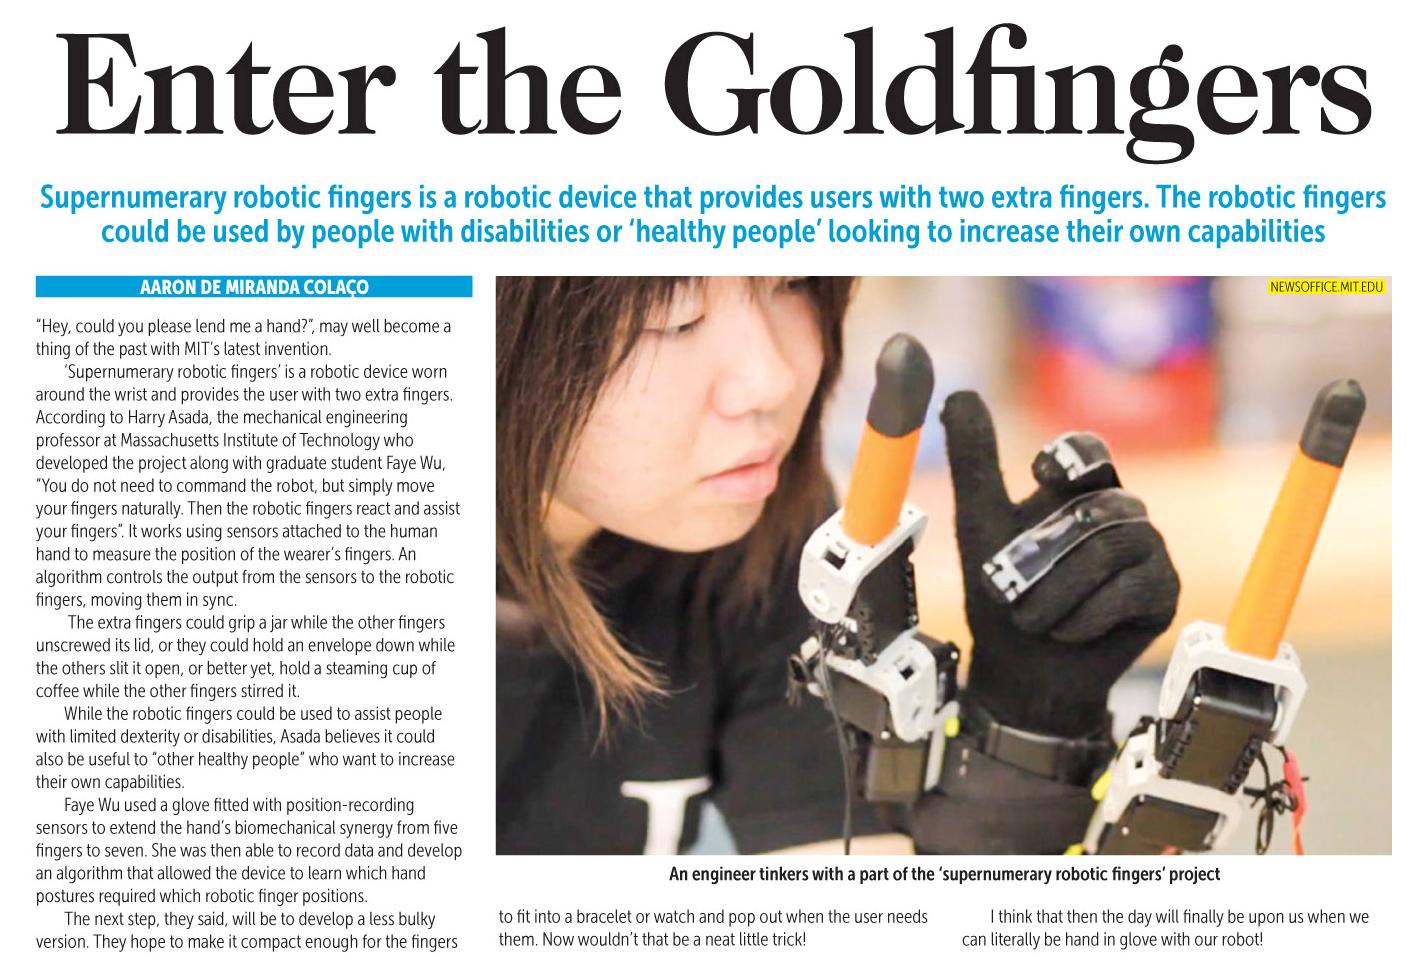 Enter the Goldfingers
Supernumerary robotic fingers is a robotic device that provides users with two extra fingers. The robotic fingers
could be used by people with disabilities or ‘healthy people’ looking to increase their own capabilities
AARON DE MIRANDA COLAÇO
“Hey, could you please lend me a hand?”, may well become a
thing of the past with MIT’s latest invention.
‘Supernumerary robotic fingers’ is a robotic device worn
around the wrist and provides the user with two extra fingers.
According to Harry Asada, the mechanical engineering
professor at Massachusetts Institute of Technology who
developed the project along with graduate student Faye Wu,
“You do not need to command the robot, but simply move
your fingers naturally. Then the robotic fingers react and assist
your fingers”. It works using sensors attached to the human
hand to measure the position of the wearer’s fingers. An
algorithm controls the output from the sensors to the robotic
fingers, moving them in sync.
The extra fingers could grip a jar while the other fingers
unscrewed its lid, or they could hold an envelope down while
the others slit it open, or better yet, hold a steaming cup of
coffee while the other fingers stirred it.
While the robotic fingers could be used to assist people
with limited dexterity or disabilities, Asada believes it could
also be useful to “other healthy people” who want to increase
their own capabilities.
Faye Wu used a glove fitted with position-recording
sensors to extend the hand’s biomechanical synergy from five
fingers to seven. She was then able to record data and develop
an algorithm that allowed the device to learn which hand
postures required which robotic finger positions.
The next step, they said, will be to develop a less bulky
version. They hope to make it compact enough for the fingers
NEWSOFFICE.MIT.EDU
An engineer tinkers with a part of the ‘supernumerary robotic fingers’ project
to fit into a bracelet or watch and pop out when the user needs
them. Now wouldn’t that be a neat little trick!
I think that then the day will finally be upon us when we
can literally be hand in glove with our robot!